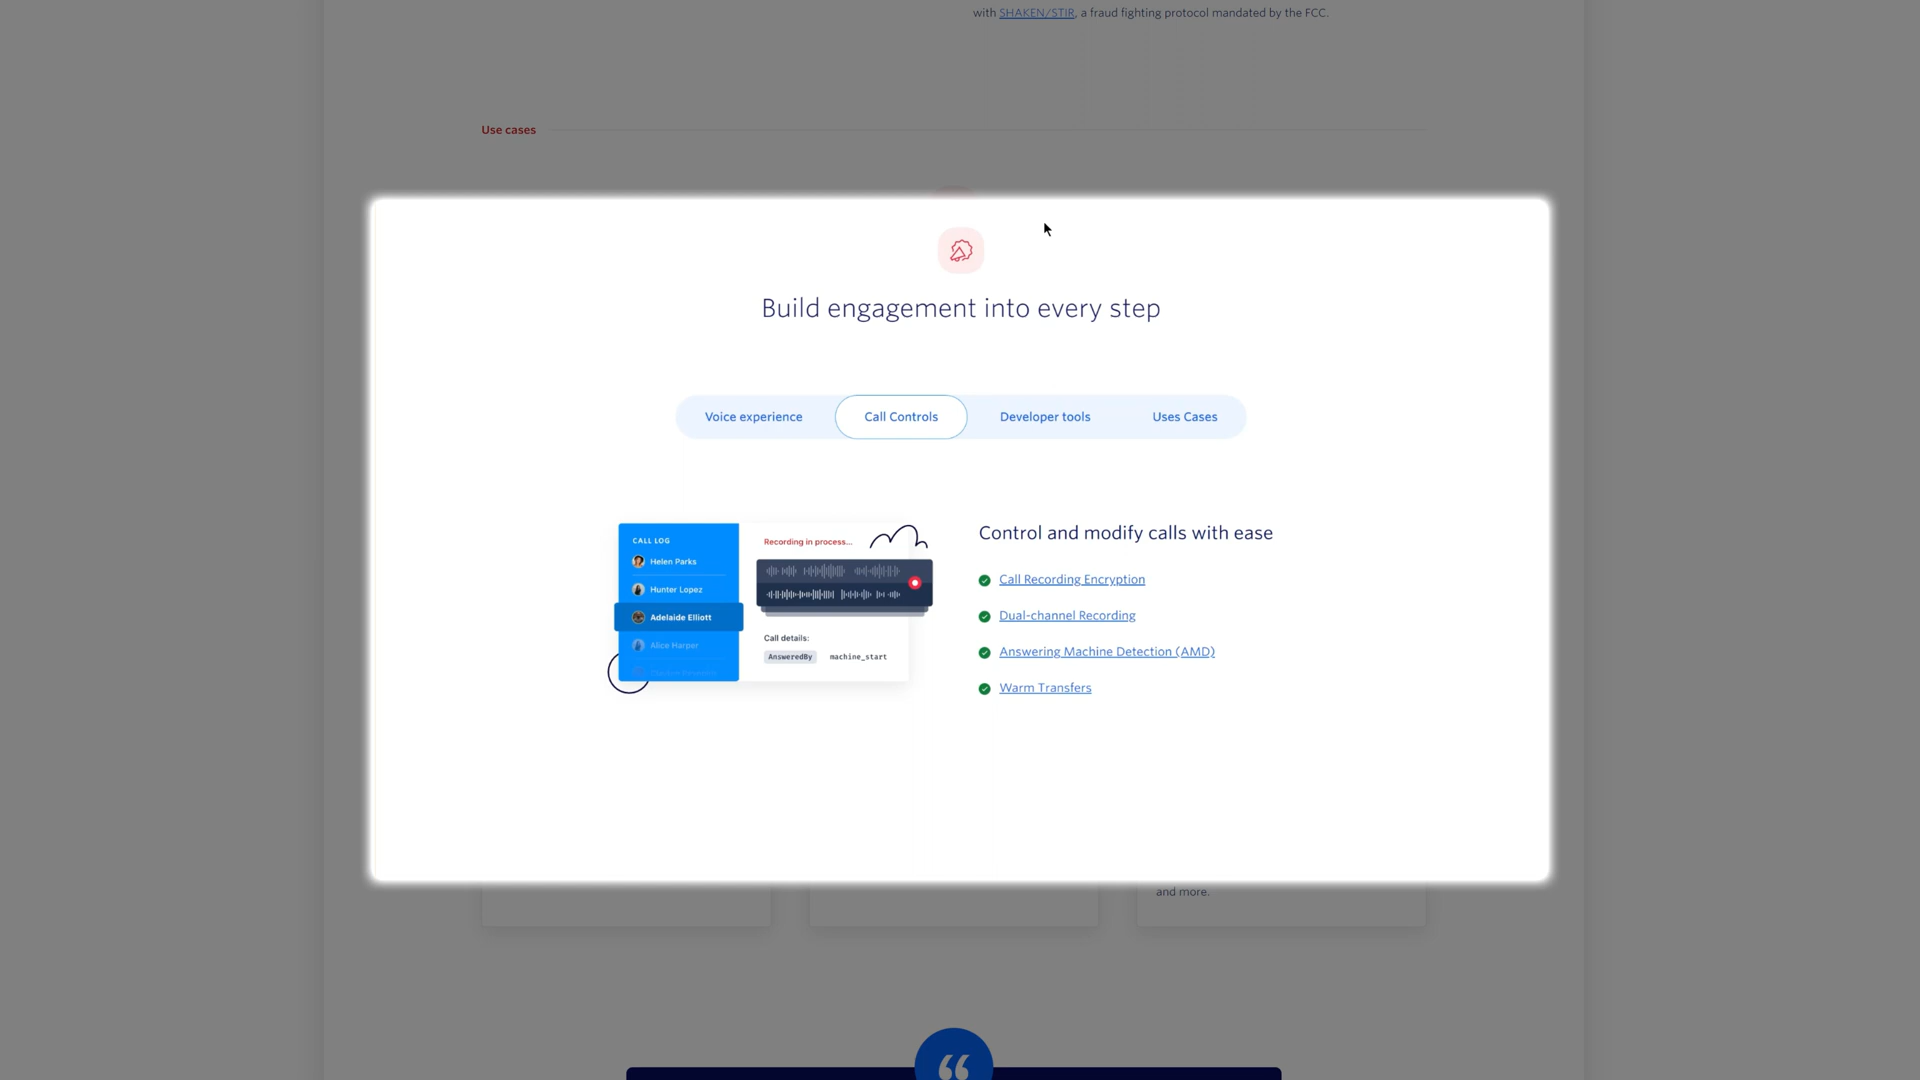 with SHAKEN/STIR, a fraud fighting protocol mandated by the FCC.
Use cases
Build engagement into every step
Voice experience
Call Controls
Developer tools
Uses Cases
CALL LOG
Helen Parks
Hunter Lopez
Adelaide Elliott
Alice Harper
Recording in process...
Call details:
AnsweredBy machine_start
Control and modify calls with ease
Call Recording Encryption
Dual-channel Recording
Answering Machine Detection (AMD)
Warm Transfers
and more.
“